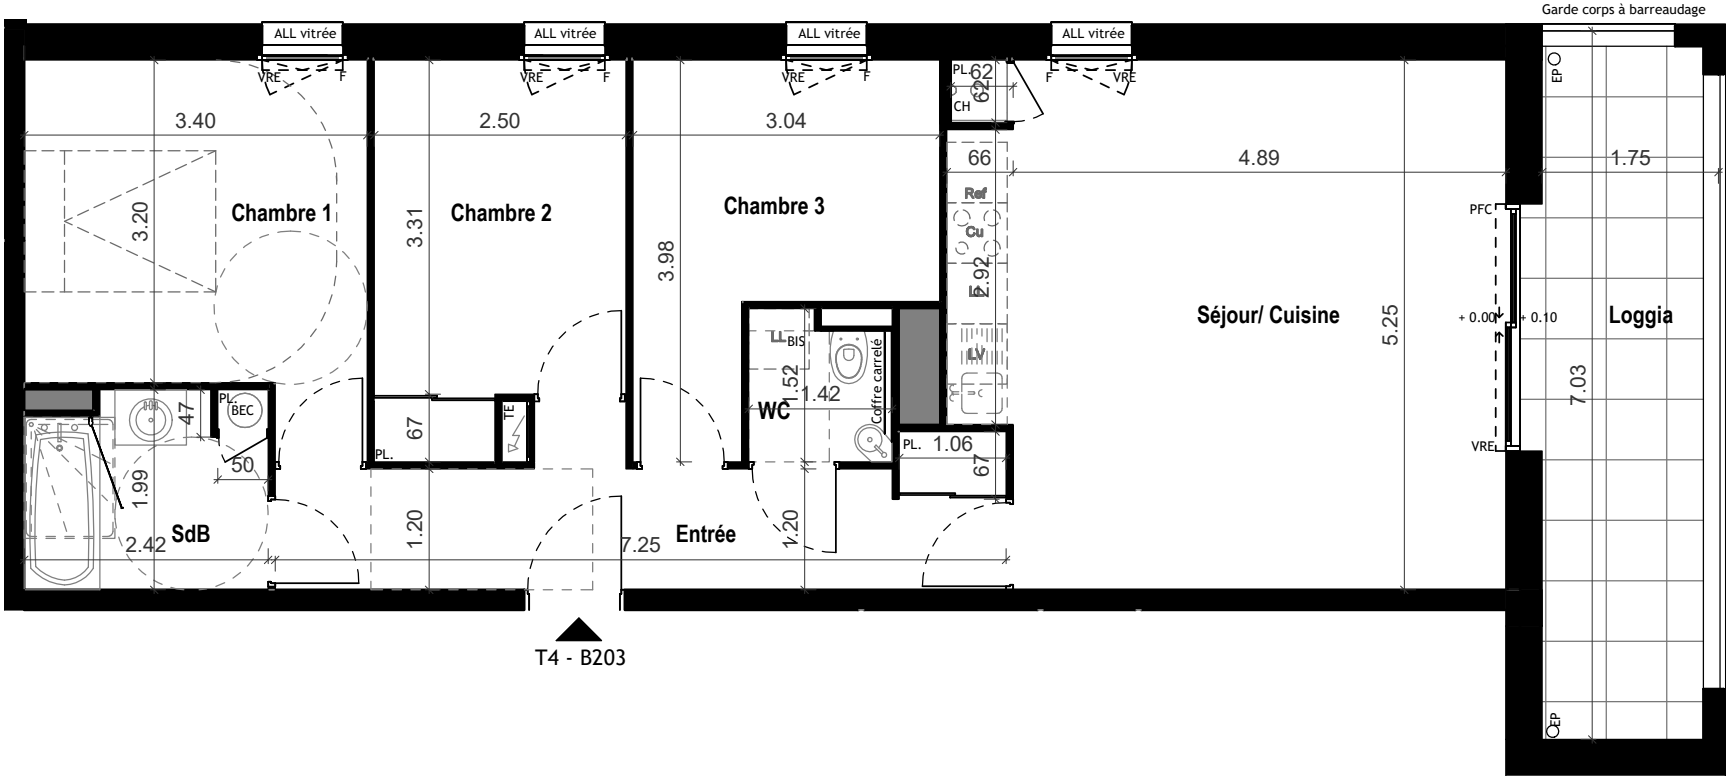 Garde corps à barreaudage
ALL vitrée
ALL vitrée
ALL vitrée
ALL vitrée
VRE
F
VRE
F
VRE
F
F
VRE
PL.
62
62
CH
EP
3.40
2.50
3.04
66
4.89
1.75
Ref
Cu
2.92
LV
Chambre 1
Chambre 2
Chambre 3
3.20
3.31
3.98
PFC
Séjour/ Cuisine
5.25
+ 0.00
+ 0.10
Loggia
7.03
VRE
BIS
1.52
1.42
WC
Coffre carrelé
PL.
BEC
47
50
67
PL.
TE
PL.
1.06
67
1.99
SdB
2.42
1.20
7.25
Entrée
1.20
T4 - B203
EP